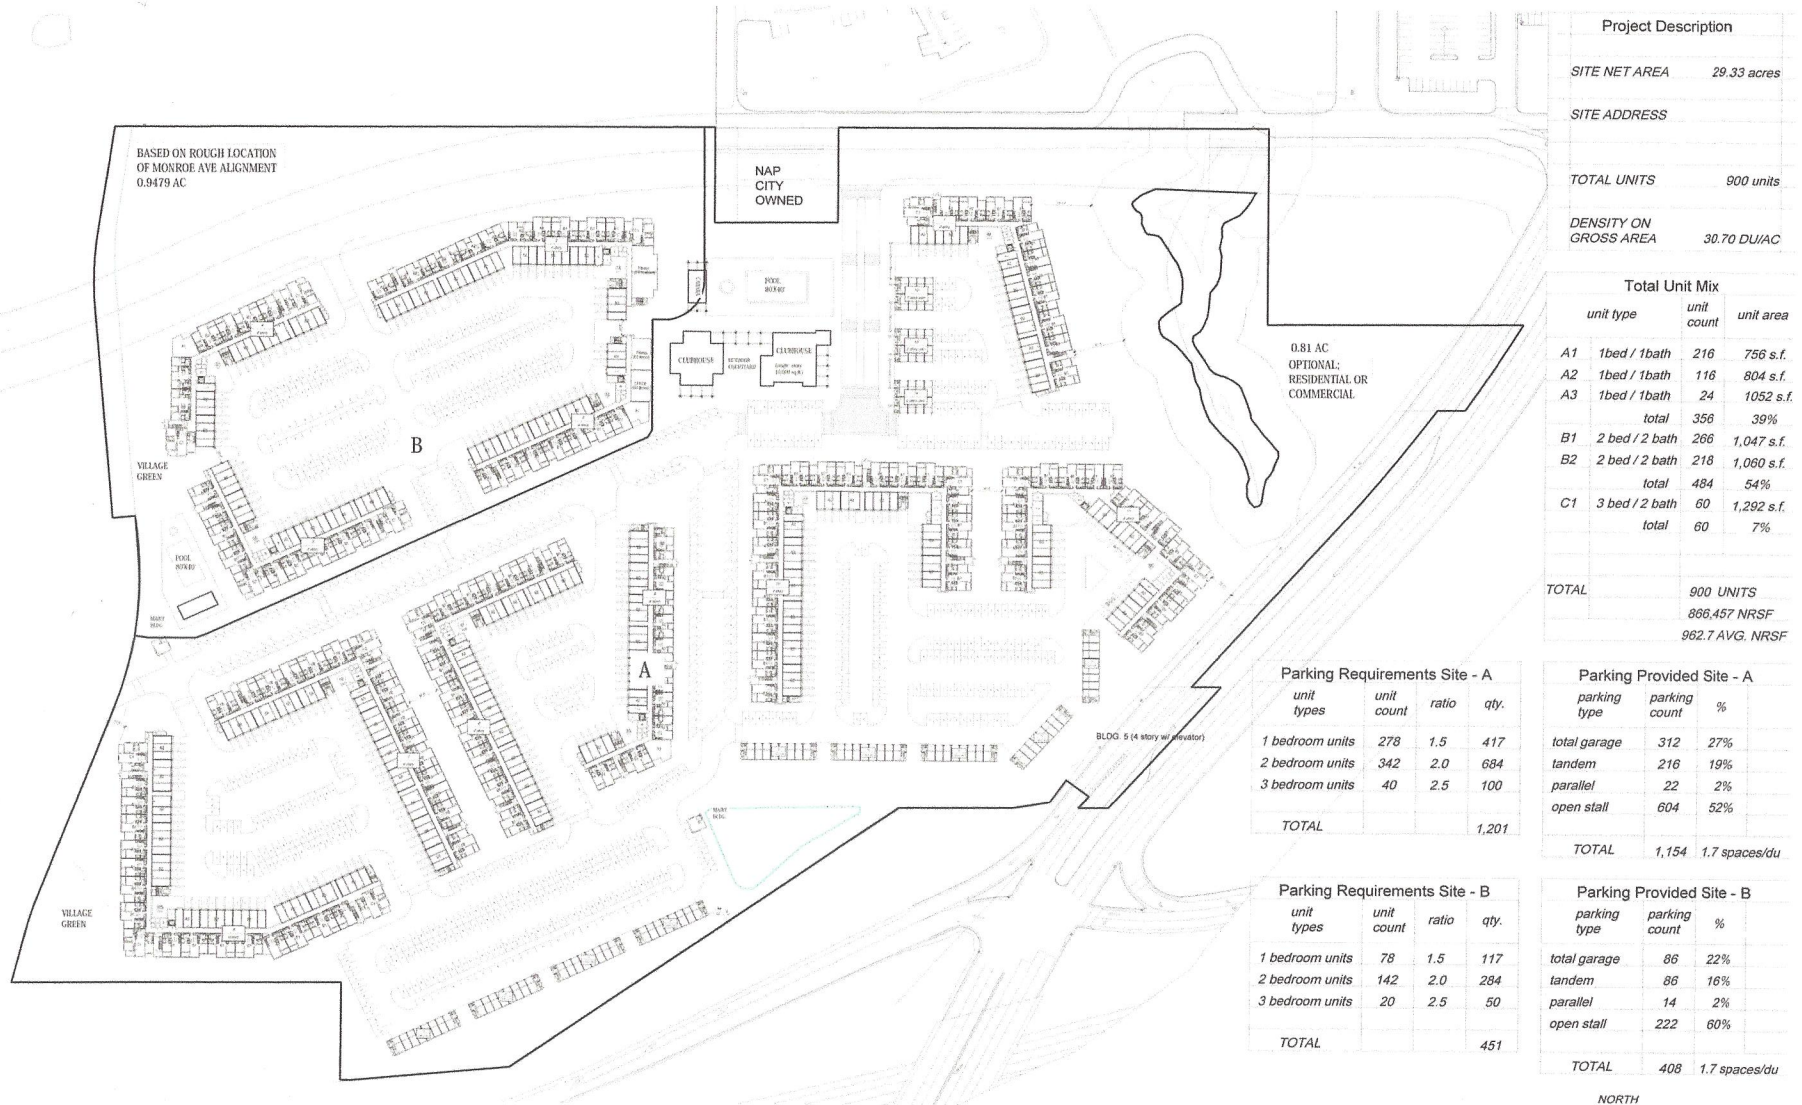 BASED ON ROUGH LOCATION
OF MONROE AVE ALIGNMENT
0.9479 AC
NAP
CITY
OWNED
POOL
CLUBHOUSE
CLUBHOUSE
0.81 AC
OPTIONAL;
RESIDENTIAL OR
COMMERCIAL
B
VILLAGE
GREEN
POOL
MAINT
BLDG.
A
BLDG. 5 (4 story w/ elevator)
MAINT
BLDG.
VILLAGE
GREEN
Project Description
SITE NET AREA 29.33 acres
SITE ADDRESS
TOTAL UNITS 900 units
DENSITY ON
GROSS AREA 30.70 DU/AC
Total Unit Mix
unit type unit count unit area
A1 1bed / 1bath 216 756 s.f.
A2 1bed / 1bath 116 804 s.f.
A3 1bed / 1bath 24 1052 s.f.
total 356 39%
B1 2 bed / 2 bath 266 1,047 s.f.
B2 2 bed / 2 bath 218 1,060 s.f.
total 484 54%
C1 3 bed / 2 bath 60 1,292 s.f.
total 60 7%
TOTAL 900 UNITS
866,457 NRSF
962.7 AVG. NRSF
Parking Requirements Site - A
unit types unit count ratio qty.
1 bedroom units 278 1.5 417
2 bedroom units 342 2.0 684
3 bedroom units 40 2.5 100
TOTAL 1,201
Parking Provided Site - A
parking type parking count %
total garage 312 27%
tandem 216 19%
parallel 22 2%
open stall 604 52%
TOTAL 1,154 1.7 spaces/du
Parking Requirements Site - B
unit types unit count ratio qty.
1 bedroom units 78 1.5 117
2 bedroom units 142 2.0 284
3 bedroom units 20 2.5 50
TOTAL 451
Parking Provided Site - B
parking type parking count %
total garage 86 22%
tandem 86 16%
parallel 14 2%
open stall 222 60%
TOTAL 408 1.7 spaces/du
NORTH